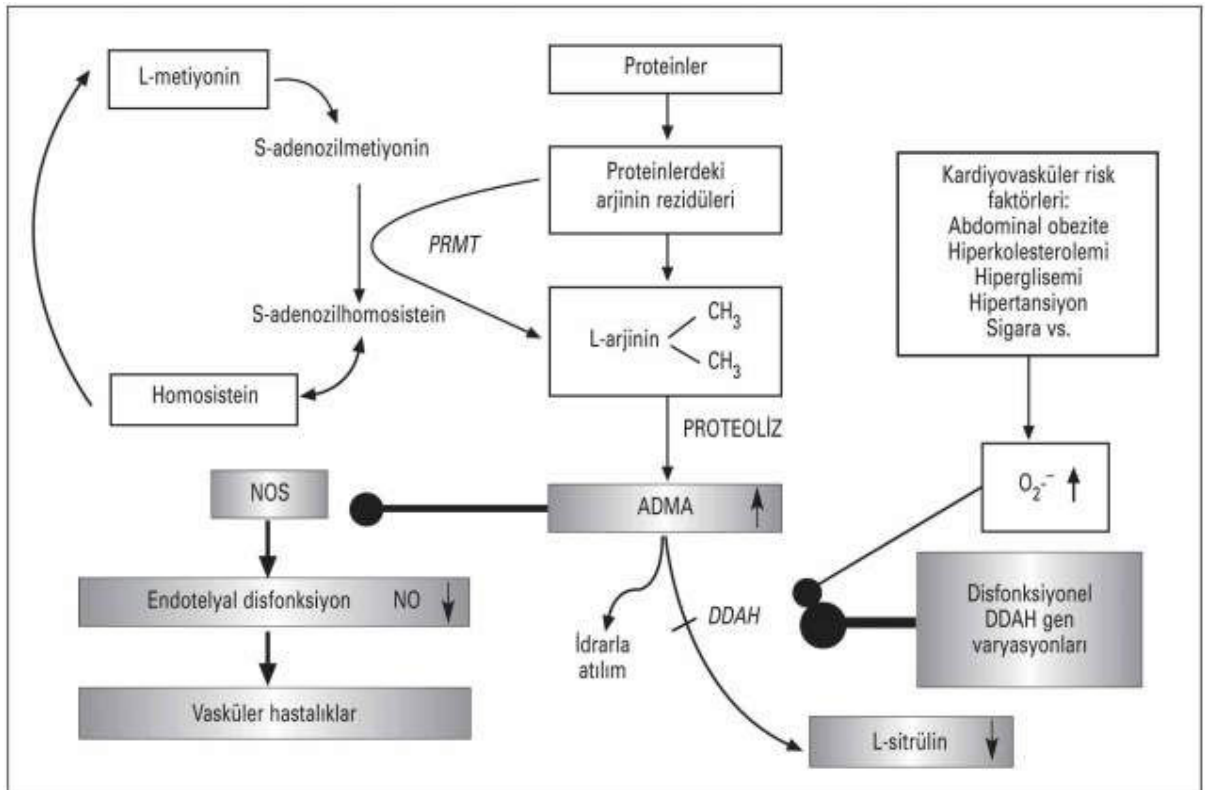 L-metiyonin
S-adenozilmetiyonin
S-adenozilhomosistein
Homosistein
PRMT
Proteinler
Proteinlerdeki
arjinin rezidüleri
L-arjinin
CH3
CH3
PROTEOLİZ
Kardiyovasküler risk
faktörleri:
Abdominal obezite
Hiperkolesterolemi
Hiperglisemi
Hipertansiyon
Sigara vs.
O2.-
NOS
ADMA
Endotelyal disfonksiyon NO
Vasküler hastalıklar
İdrarla
atılım
DDAH
Disfonksiyonel
DDAH gen
varyasyonları
L-sitrülin